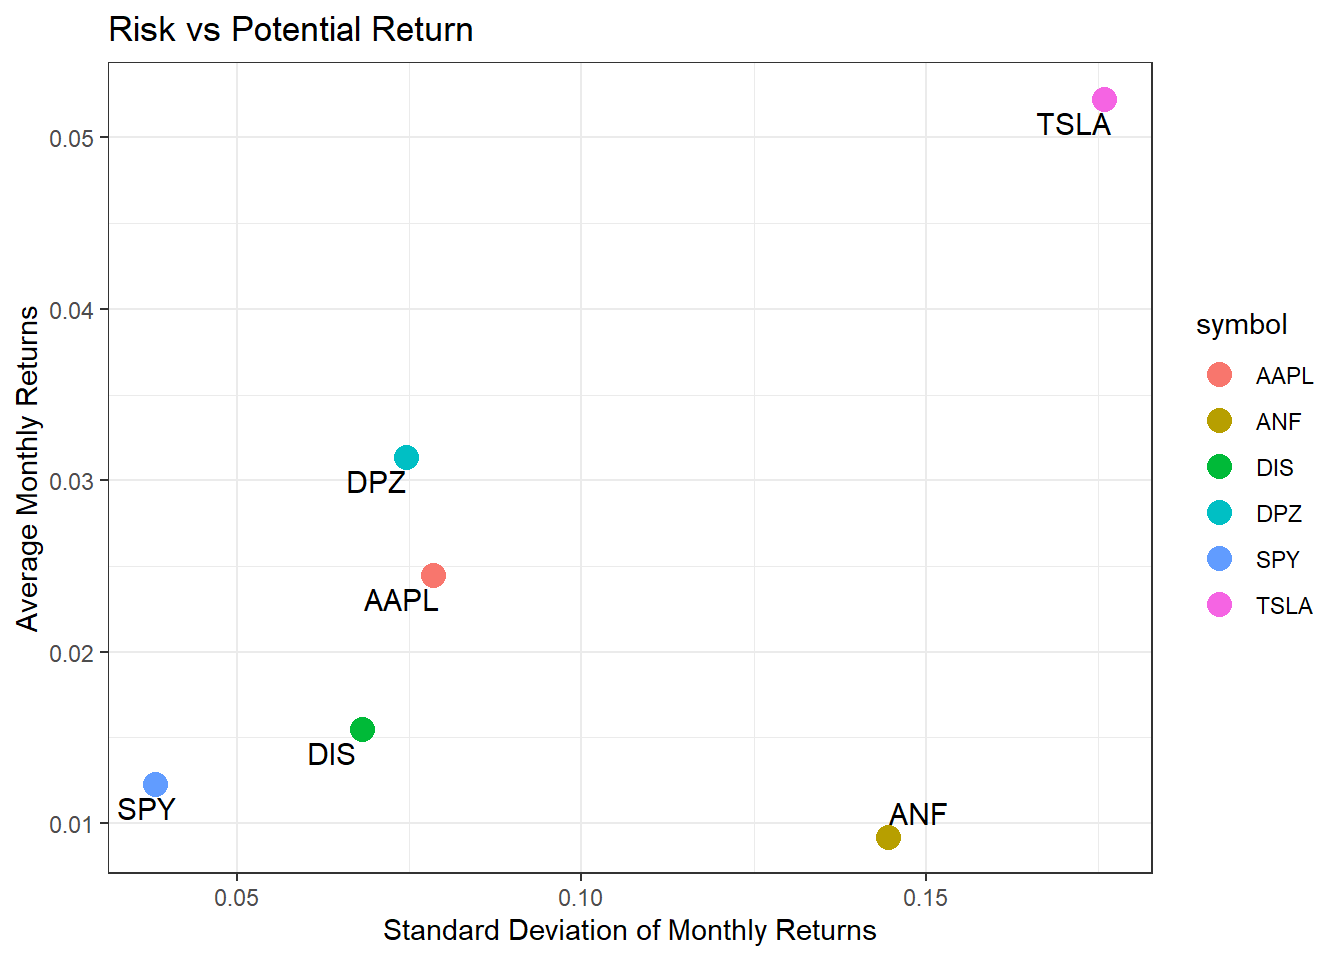 Risk vs Potential Return
Average Monthly Returns
0.05
0.04
0.03
0.02
0.01
TSLA
DPZ
AAPL
DIS
SPY
ANF
0.05
0.10
0.15
Standard Deviation of Monthly Returns
symbol
AAPL
ANF
DIS
DPZ
SPY
TSLA